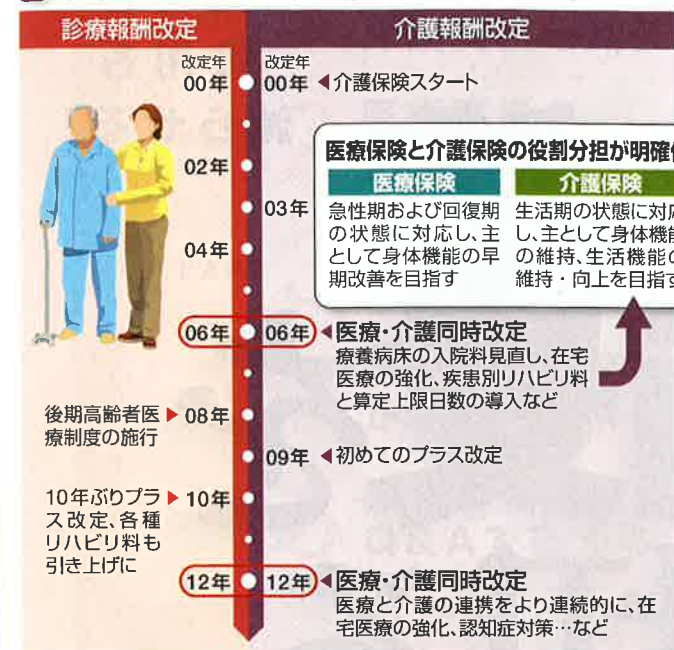 診療報酬改定
介護報酬改定
改定年
00年
改定年
00年 ◀介護保険スタート
02年
03年
04年
医療保険と介護保険の役割分担が明確
医療保険
急性期および回復期
の状態に対応し、主
として身体機能の早
期改善を目指す
介護保険
生活期の状態に対
し、主として身体機
の維持、生活機能
維持・向上を目指
06年
06年 ◀医療・介護同時改定
療養病床の入院料見直し、在宅
医療の強化、疾患別リハビリ料
と算定上限日数の導入など
後期高齢者医 ▶ 08年
療制度の施行
09年 ◀初めてのプラス改定
10年ぶりプラ ▶ 10年
ス改定、各種
リハビリ料も
引き上げに
12年
12年 ◀医療・介護同時改定
医療と介護の連携をより連続的に、在
宅医療の強化、認知症対策…など